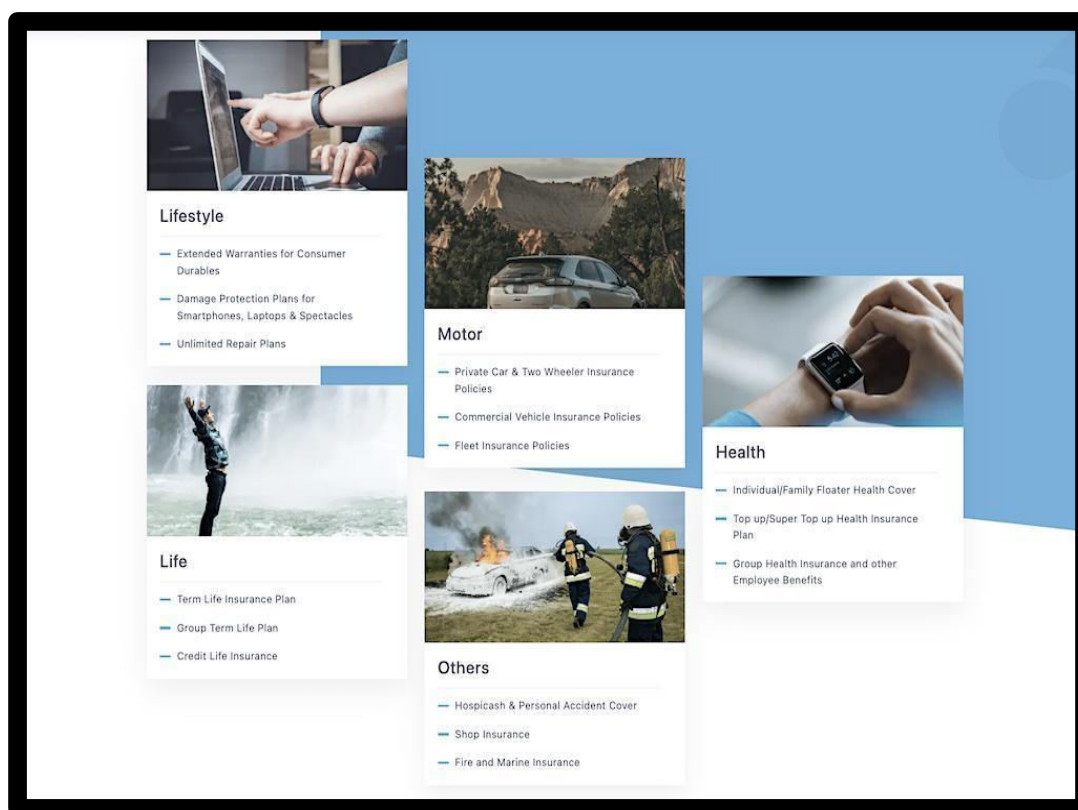 Lifestyle
Extended Warranties for Consumer
Durables
Damage Protection Plans for
Smartphones, Laptops & Spectacles
Unlimited Repair Plans
Life
Term Life Insurance Plan
Group Term Life Plan
Credit Life Insurance
Motor
Private Car & Two Wheeler Insurance
Policies
Commercial Vehicle Insurance Policies
Fleet Insurance Policies
Others
Hospicash & Personal Accident Cover
Shop Insurance
Fire and Marine Insurance
Health
Individual/Family Floater Health Cover
Top up/Super Top up Health Insurance
Plan
Group Health Insurance and other
Employee Benefits